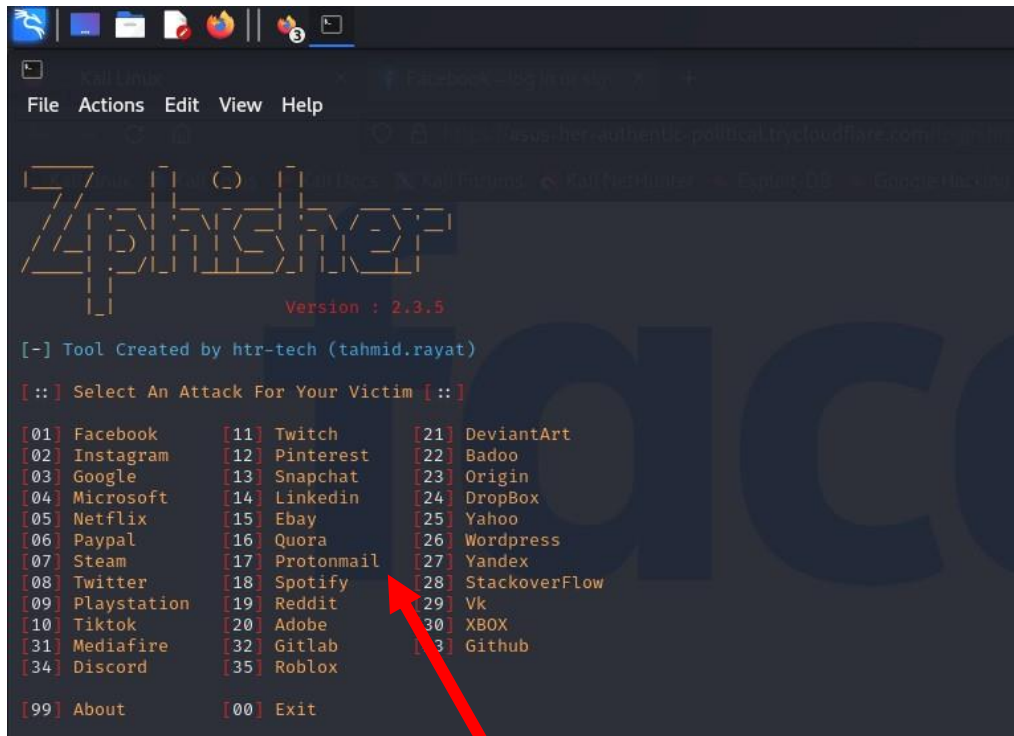 3
File Actions Edit View Help
Kali Linux
Zphisher
Version : 2.3.5
[-] Tool Created by htr-tech (tahmid.rayat)
[::] Select An Attack For Your Victim [::]
[01] Facebook [11] Twitch [21] DeviantArt
[02] Instagram [12] Pinterest [22] Badoo
[03] Google [13] Snapchat [23] Origin
[04] Microsoft [14] Linkedin [24] DropBox
[05] Netflix [15] Ebay [25] Yahoo
[06] Paypal [16] Quora [26] Wordpress
[07] Steam [17] Protonmail [27] Yandex
[08] Twitter [18] Spotify [28] StackoverFlow
[09] Playstation [19] Reddit [29] Vk
[10] Tiktok [20] Adobe 30] XBOX
[31] Mediafire [32] Gitlab [ 3] Github
[34] Discord [35] Roblox
[99] About [00] Exit